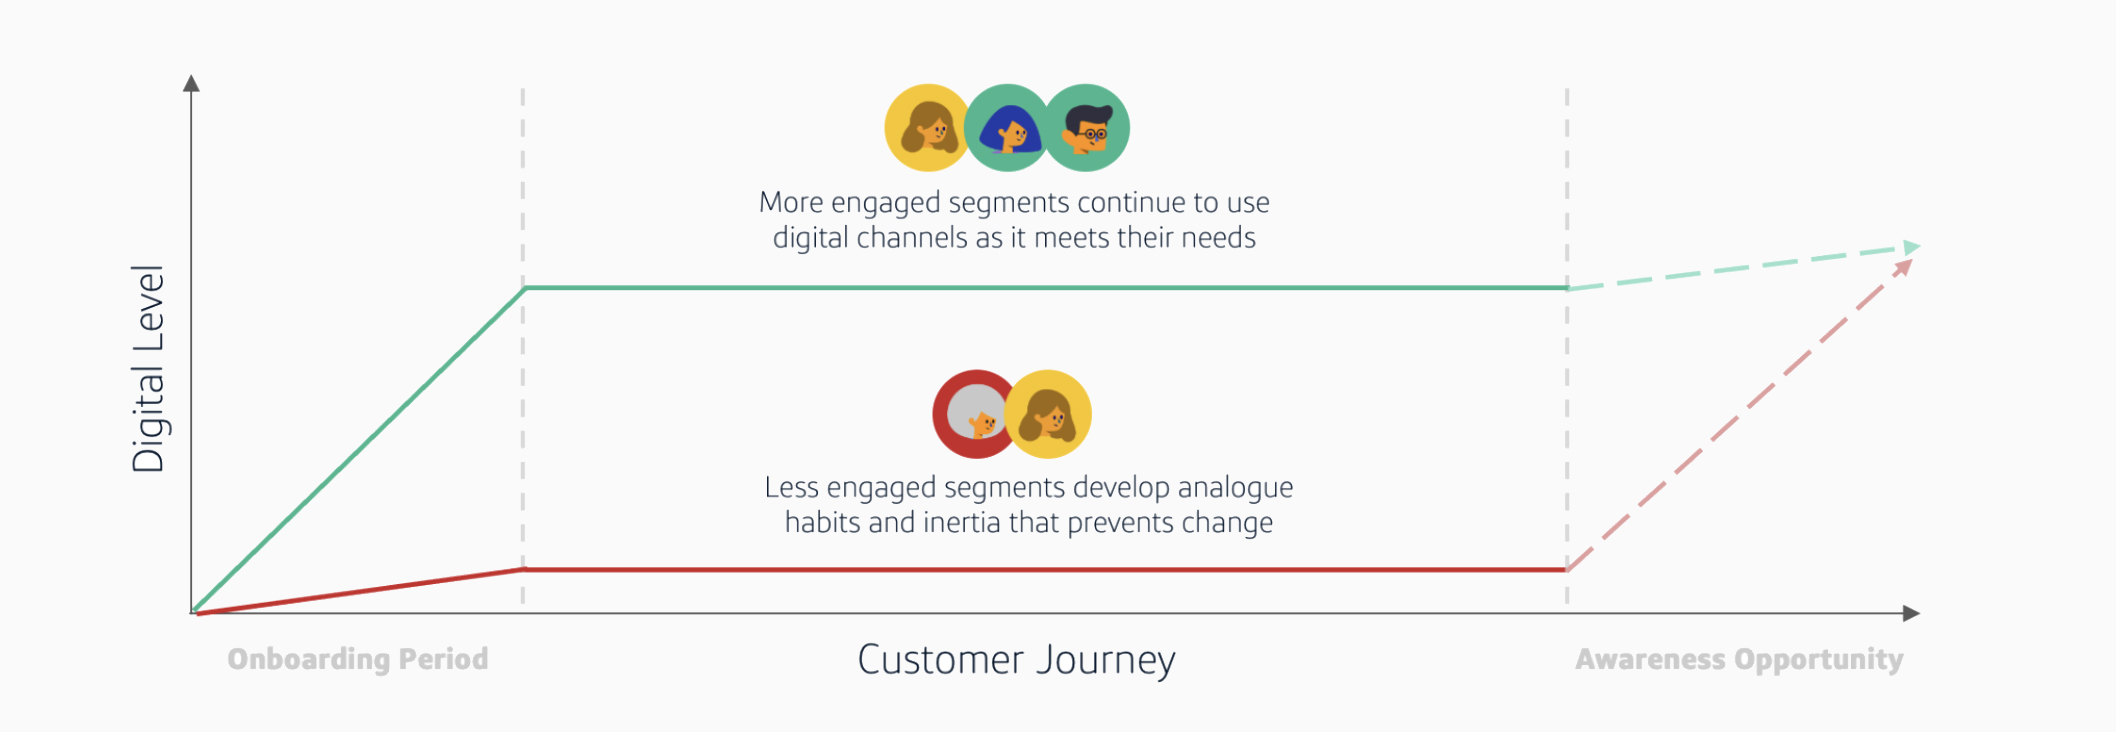 More engaged segments continue to use
digital channels as it meets their needs
Digital Level
Less engaged segments develop analogue
habits and inertia that prevents change
Onboarding Period
Customer Journey
Awareness Opportunity